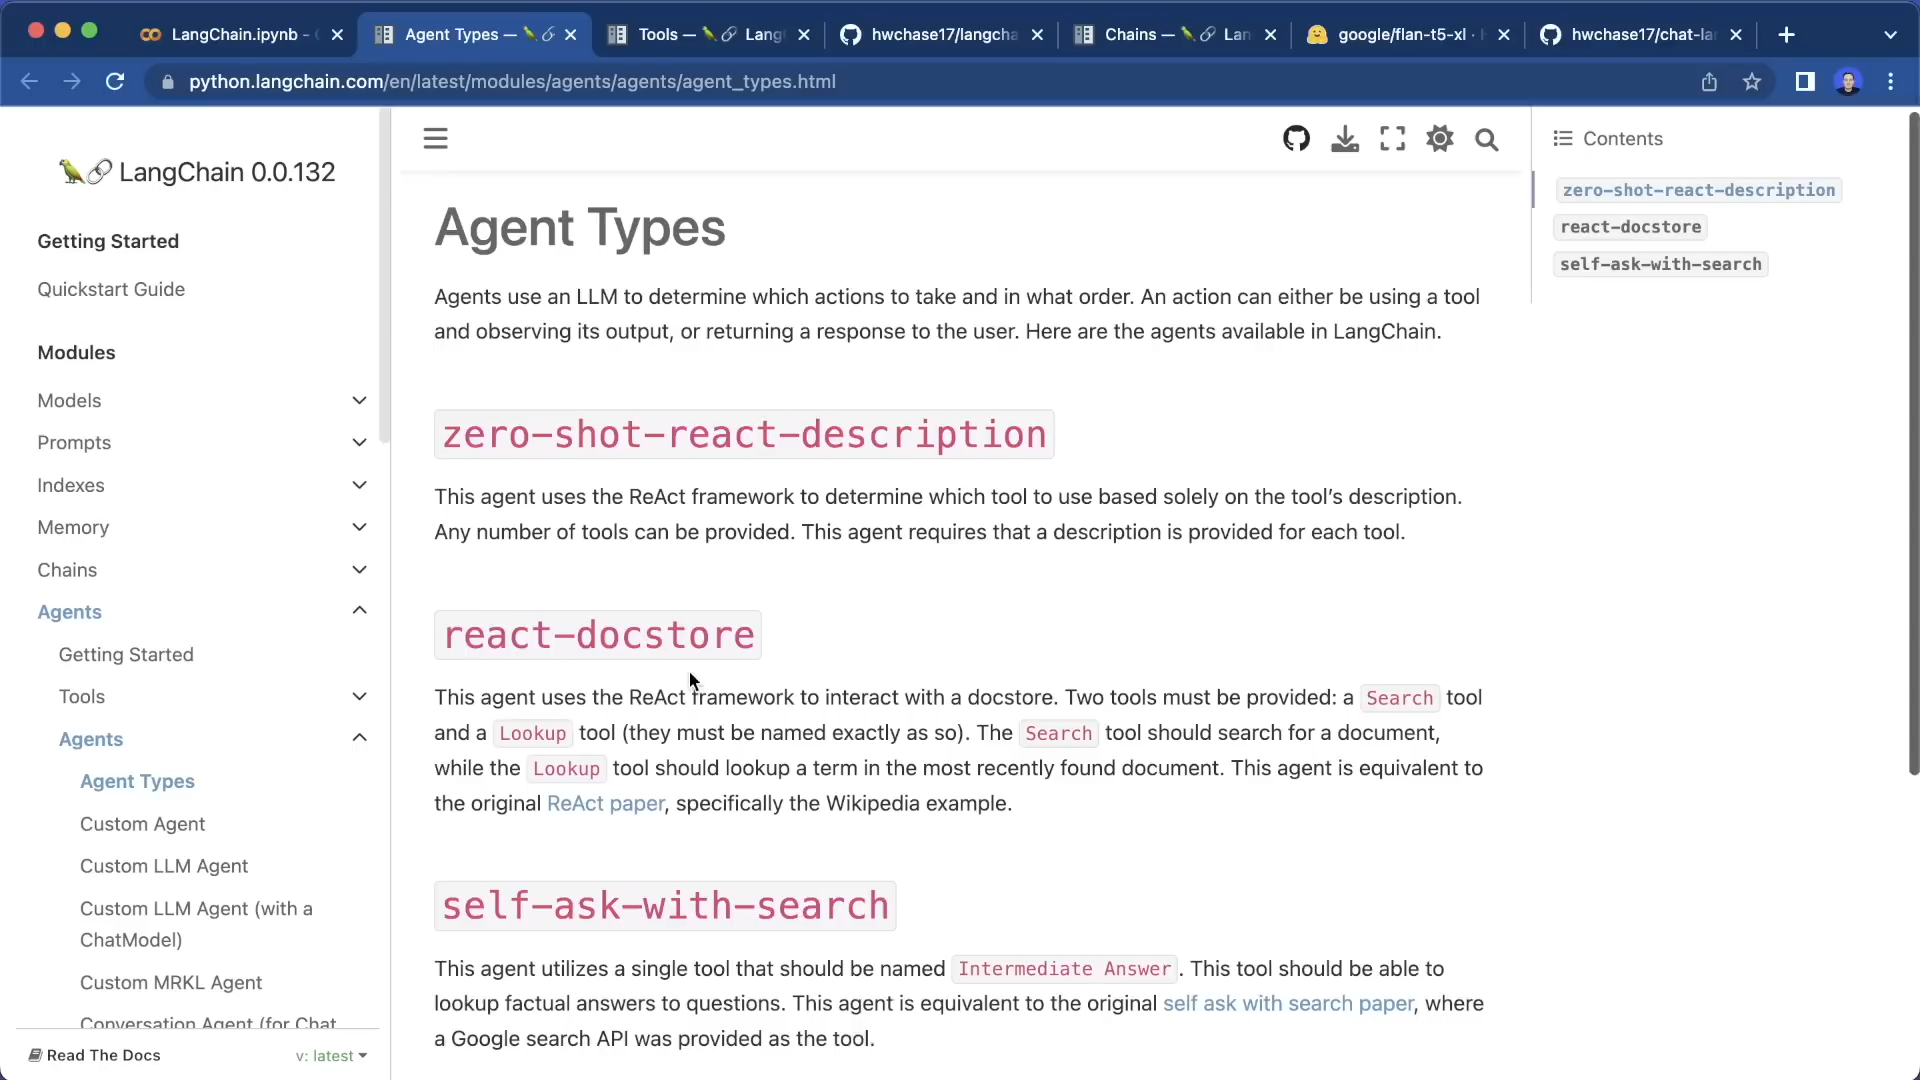 LangChain.ipynb -
Agent Types —
Tools — Lang
hwchase17/langcha
Chains — Lan
google/flan-t5-xl ·
hwchase17/chat-la
python.langchain.com/en/latest/modules/agents/agents/agent_types.html
LangChain 0.0.132
Getting Started
Quickstart Guide
Modules
Models
Prompts
Indexes
Memory
Chains
Agents
Getting Started
Tools
Agents
Agent Types
Custom Agent
Custom LLM Agent
Custom LLM Agent (with a
ChatModel)
Custom MRKL Agent
Conversation Agent (for Chat
Read The Docs
v: latest
Agent Types
Agents use an LLM to determine which actions to take and in what order. An action can either be using a tool
and observing its output, or returning a response to the user. Here are the agents available in LangChain.
zero-shot-react-description
This agent uses the ReAct framework to determine which tool to use based solely on the tool’s description.
Any number of tools can be provided. This agent requires that a description is provided for each tool.
react-docstore
This agent uses the ReAct framework to interact with a docstore. Two tools must be provided: a Search tool
and a Lookup tool (they must be named exactly as so). The Search tool should search for a document,
while the Lookup tool should lookup a term in the most recently found document. This agent is equivalent to
the original ReAct paper, specifically the Wikipedia example.
self-ask-with-search
This agent utilizes a single tool that should be named Intermediate Answer. This tool should be able to
lookup factual answers to questions. This agent is equivalent to the original self ask with search paper, where
a Google search API was provided as the tool.
Contents
zero-shot-react-description
react-docstore
self-ask-with-search